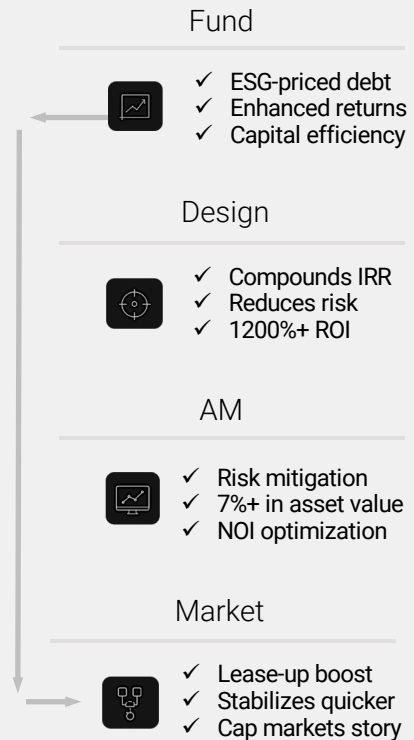 Fund
✓ ESG-priced debt
✓ Enhanced returns
✓ Capital efficiency
Design
✓ Compounds IRR
✓ Reduces risk
✓ 1200%+ ROI
AM
✓ Risk mitigation
✓ 7%+ in asset value
✓ NOI optimization
Market
✓ Lease-up boost
✓ Stabilizes quicker
✓ Cap markets story